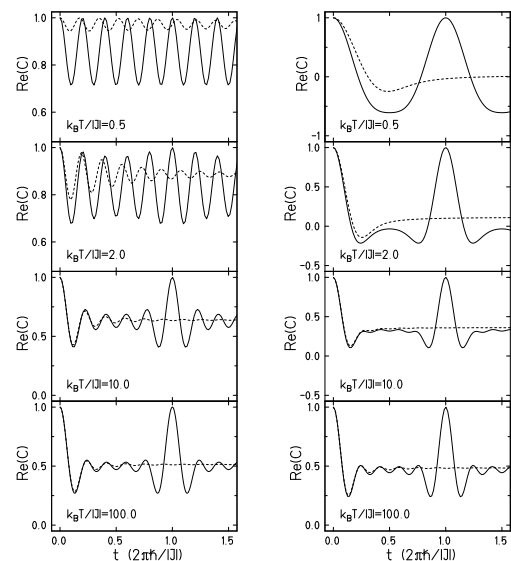 1.0
0.8
0.6
Re(C)
k_BT/|J|=0.5
1.0
0.8
0.6
Re(C)
k_BT/|J|=2.0
1.0
0.5
0.0
Re(C)
k_BT/|J|=10.0
1.0
0.5
0.0
Re(C)
k_BT/|J|=100.0
0.0 0.5 1.0 1.5
t (2πħ/|J|)
1
0
−1
Re(C)
k_BT/|J|=0.5
1.0
0.5
0.0
−0.5
Re(C)
k_BT/|J|=2.0
1.0
0.5
0.0
−0.5
Re(C)
k_BT/|J|=10.0
1.0
0.5
0.0
Re(C)
k_BT/|J|=100.0
0.0 0.5 1.0 1.5
t (2πħ/|J|)